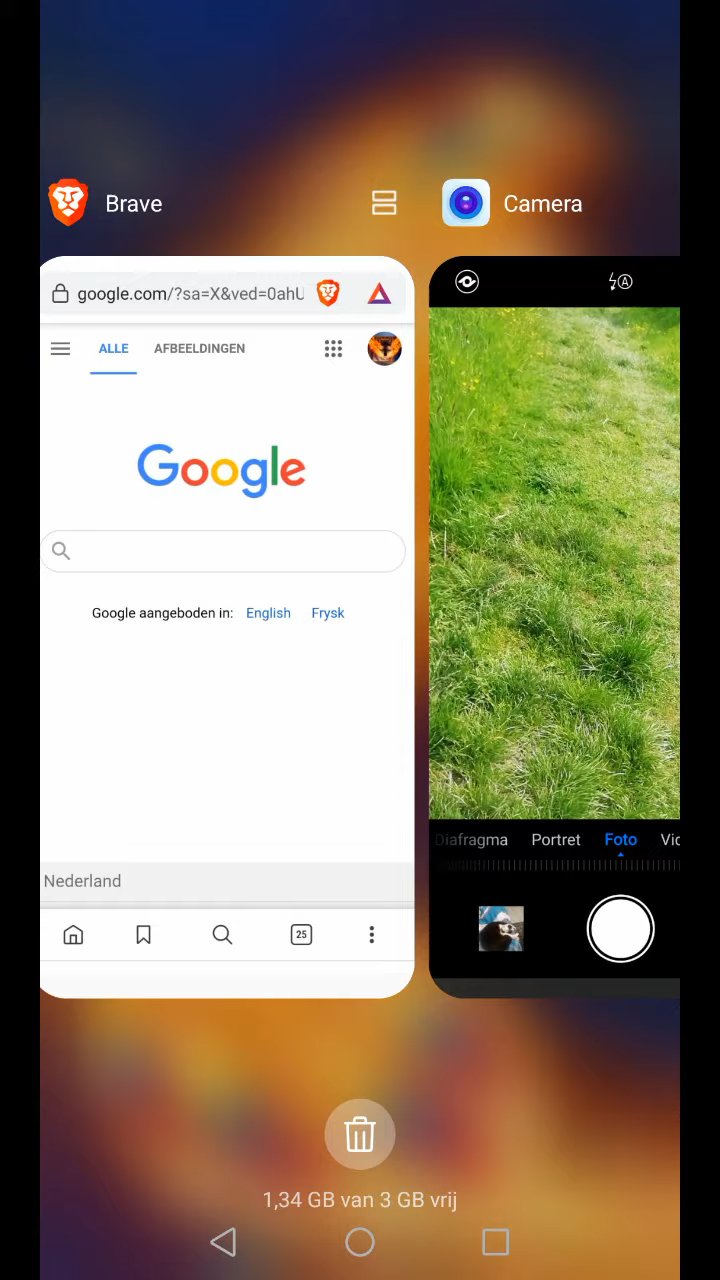 Brave
Camera
google.com/?sa=X&ved=0ahU
A
ALLE AFBEELDINGEN
Google
Google aangeboden in: English Frysk
Diafragma Portret Foto Vid
Nederland
25
1,34 GB van 3 GB vrij